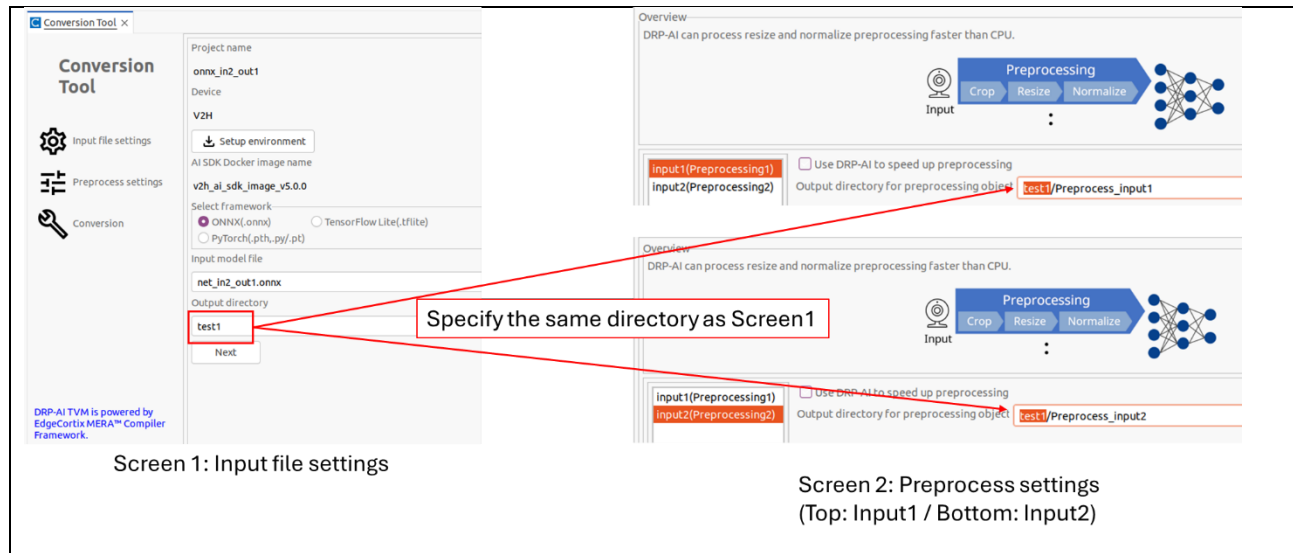 Conversion Tool ×
Conversion
Tool
Input file settings
Preprocess settings
Conversion
DRP-AI TVM is powered by
EdgeCortix MERA™ Compiler
Framework.
Project name
onnx_in2_out1
Device
V2H
Setup environment
AI SDK Docker image name
v2h_ai_sdk_image_v5.0.0
Select framework
ONNX(.onnx) TensorFlow Lite(.tflite)
PyTorch(.pth,.py/.pt)
Input model file
net_in2_out1.onnx
Output directory
test1
Next
Screen 1: Input file settings
Specify the same directory as Screen1
Overview
DRP-AI can process resize and normalize preprocessing faster than CPU.
Input
Preprocessing
Crop Resize Normalize
:
input1(Preprocessing1)
input2(Preprocessing2)
Use DRP-AI to speed up preprocessing
Output directory for preprocessing object test1/Preprocess_input1
Overview
DRP-AI can process resize and normalize preprocessing faster than CPU.
Input
Preprocessing
Crop Resize Normalize
:
input1(Preprocessing1)
input2(Preprocessing2)
Use DRP-AI to speed up preprocessing
Output directory for preprocessing object test1/Preprocess_input2
Screen 2: Preprocess settings
(Top: Input1 / Bottom: Input2)